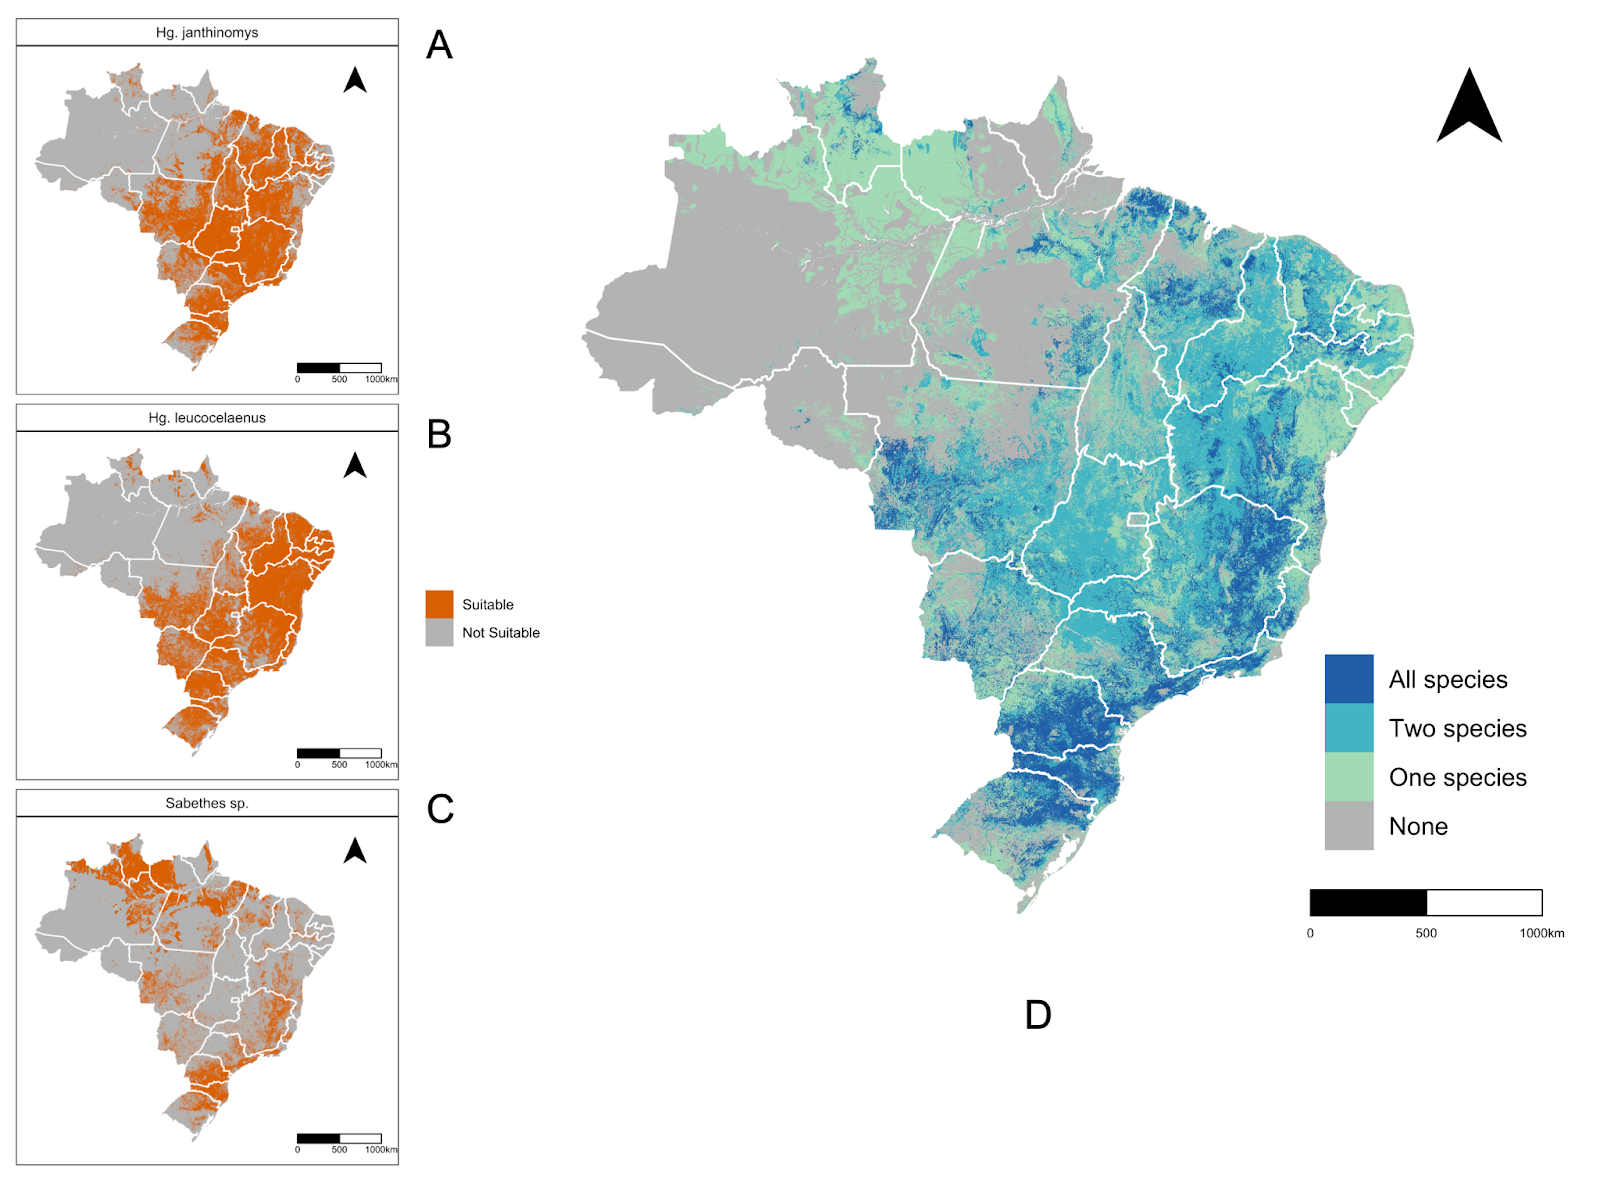 Hg. janthinomys
A
0 500 1000km
Hg. leucocelaenus
B
0 500 1000km
Suitable
Not Suitable
Sabethes sp.
C
0 500 1000km
All species
Two species
One species
None
0 500 1000km
D